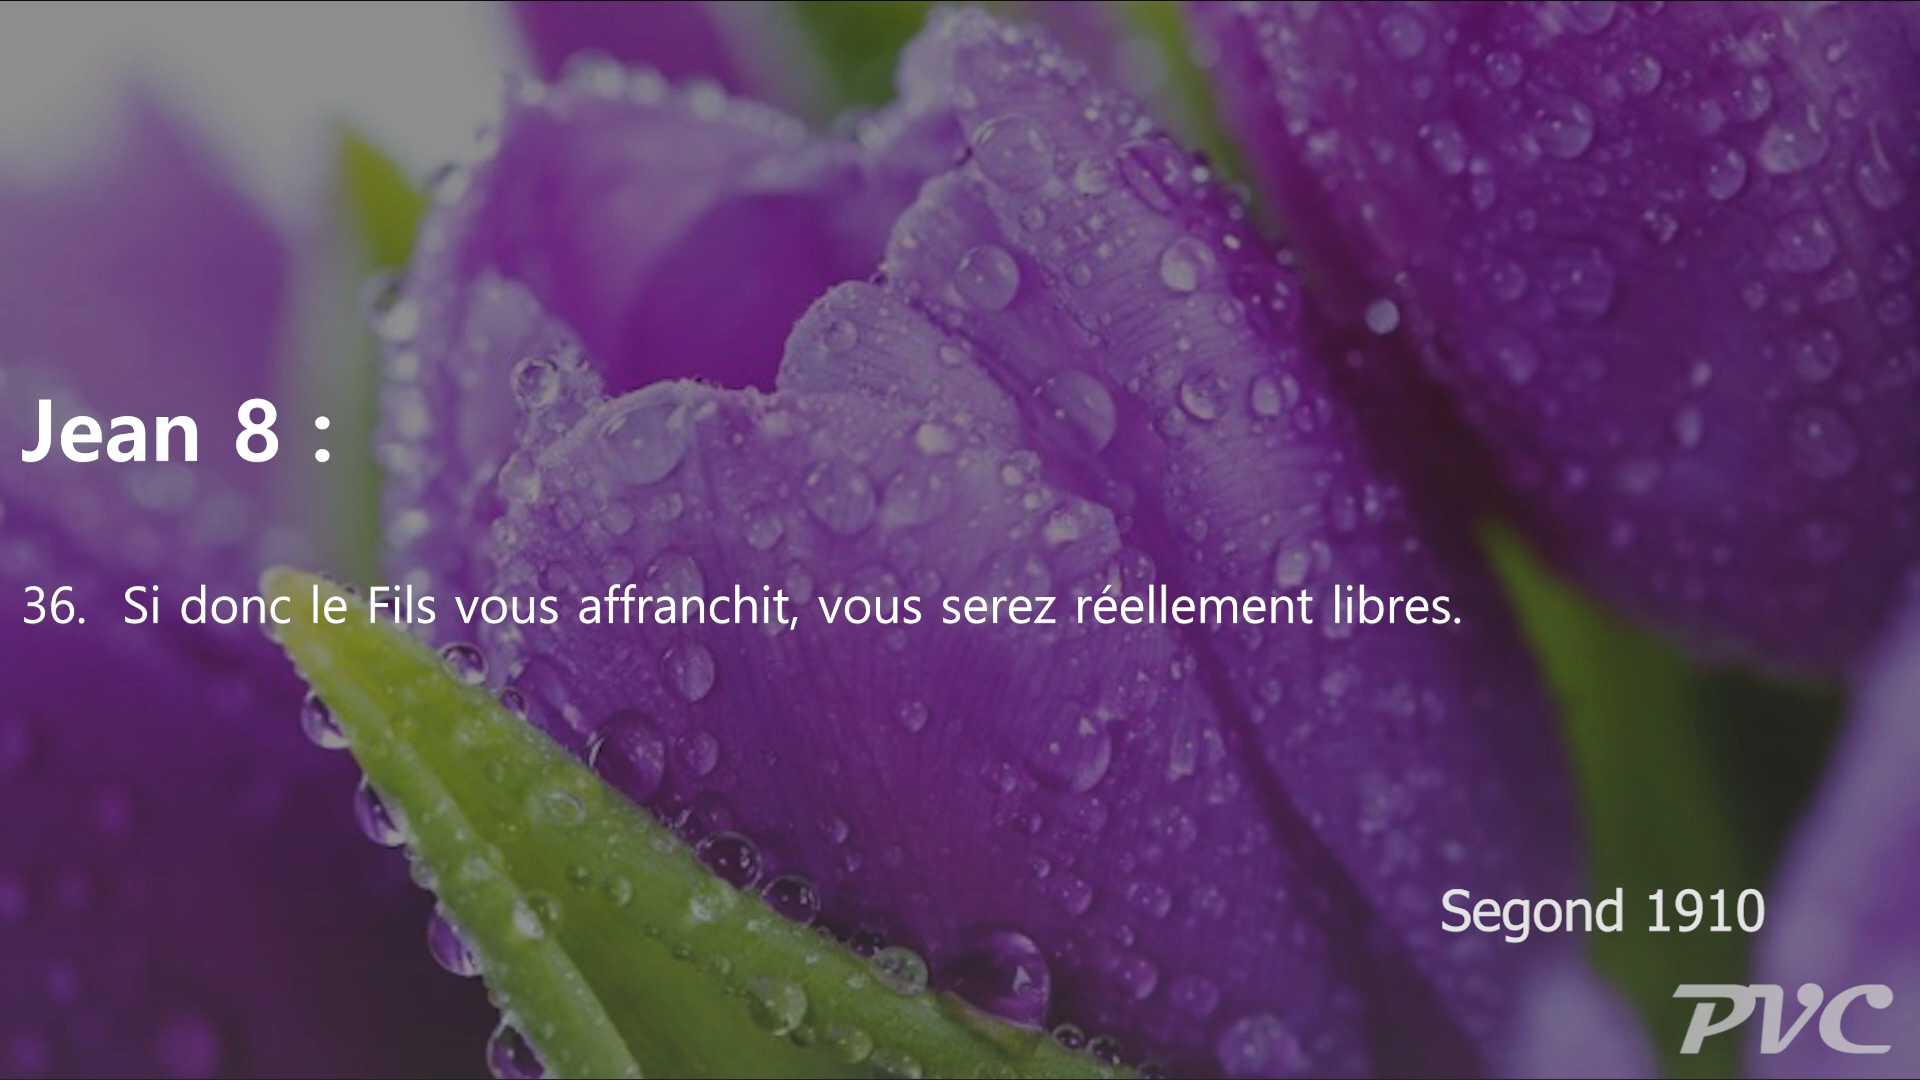 Jean 8 :
36. Si donc le Fils vous affranchit, vous serez réellement libres.
Segond 1910
PVC